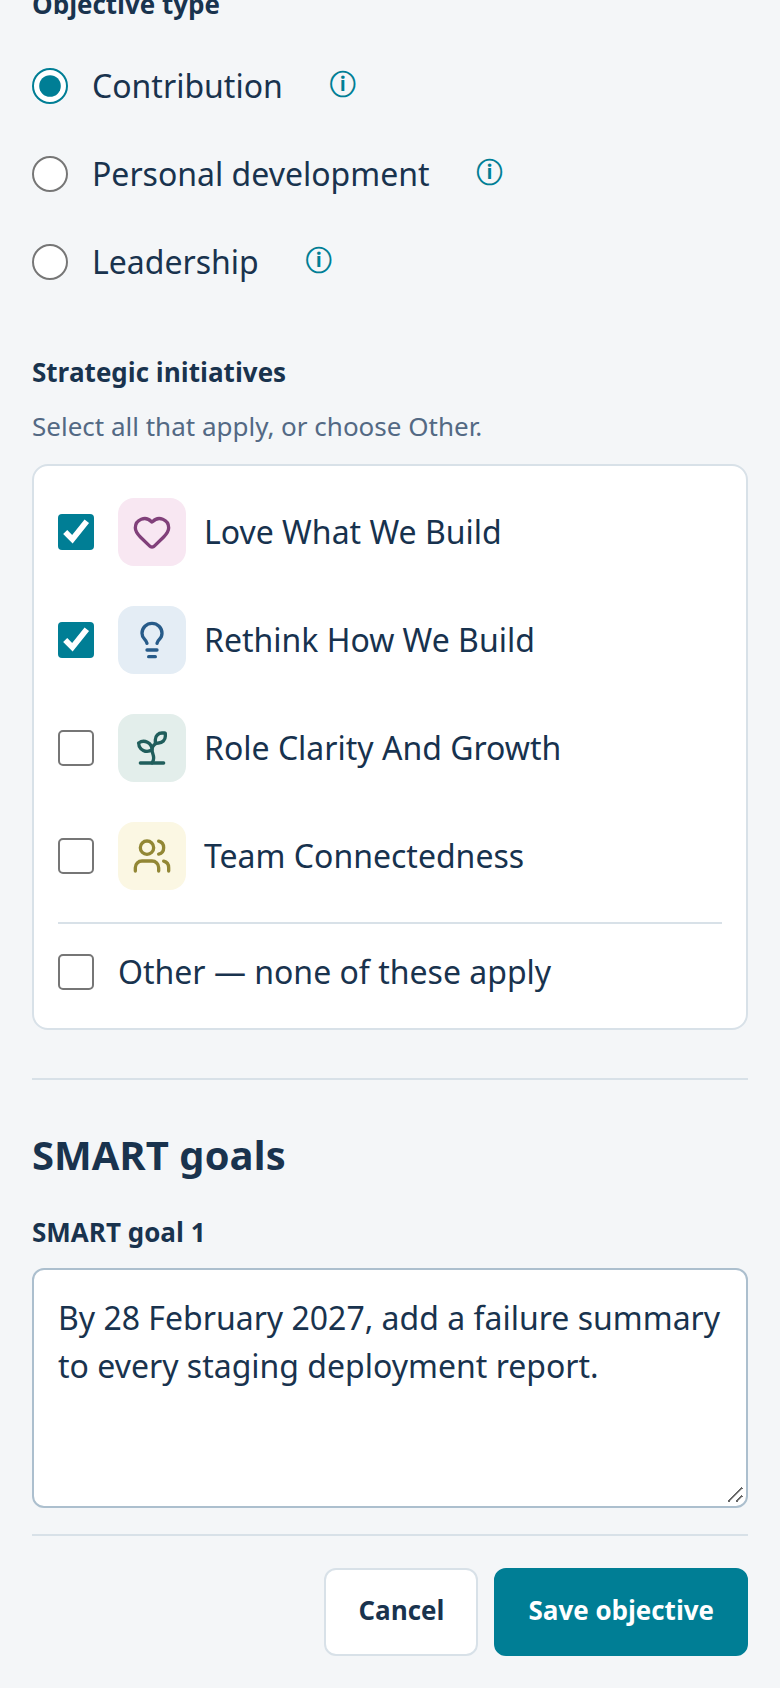 Objective type
Contribution
Personal development
Leadership
Strategic initiatives
Select all that apply, or choose Other.
Love What We Build
Rethink How We Build
Role Clarity And Growth
Team Connectedness
Other — none of these apply
SMART goals
SMART goal 1
By 28 February 2027, add a failure summary
to every staging deployment report.
Cancel
Save objective